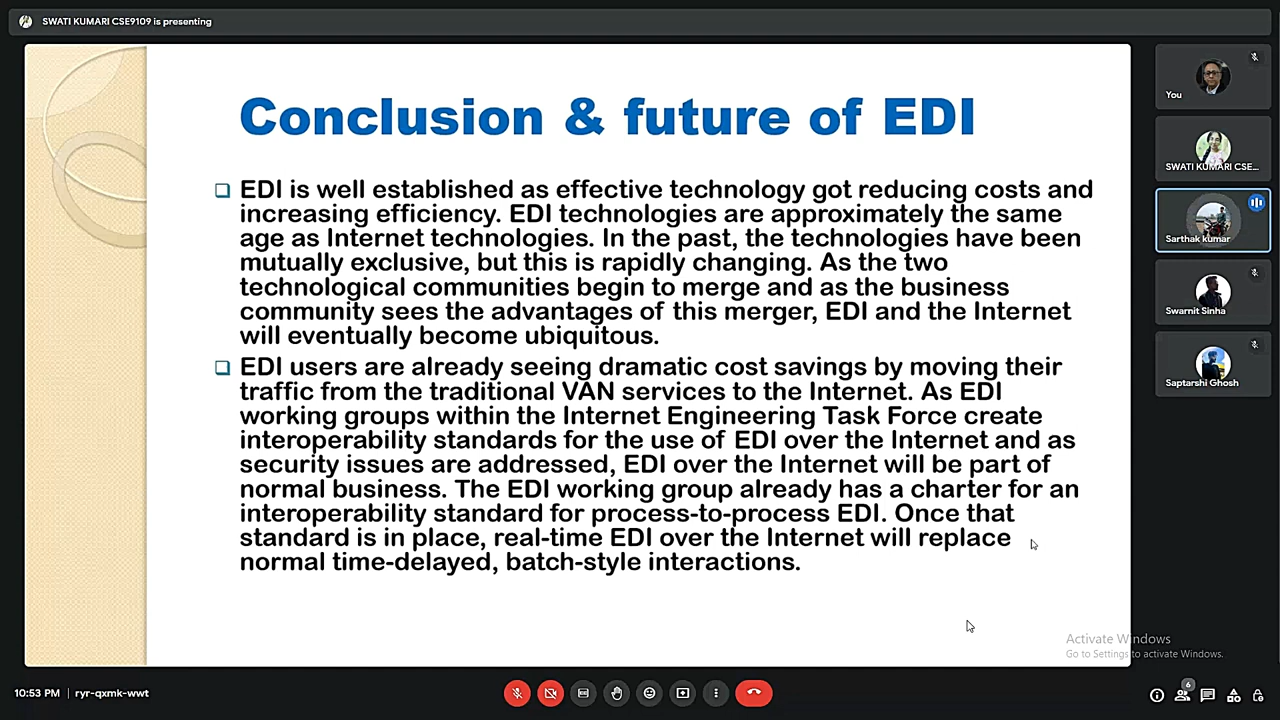 SWATI KUMARI CSE9109 is presenting
Conclusion & future of EDI
EDI is well established as effective technology got reducing costs and
increasing efficiency. EDI technologies are approximately the same
age as Internet technologies. In the past, the technologies have been
mutually exclusive, but this is rapidly changing. As the two
technological communities begin to merge and as the business
community sees the advantages of this merger, EDI and the Internet
will eventually become ubiquitous.
EDI users are already seeing dramatic cost savings by moving their
traffic from the traditional VAN services to the Internet. As EDI
working groups within the Internet Engineering Task Force create
interoperability standards for the use of EDI over the Internet and as
security issues are addressed, EDI over the Internet will be part of
normal business. The EDI working group already has a charter for an
interoperability standard for process-to-process EDI. Once that
standard is in place, real-time EDI over the Internet will replace
normal time-delayed, batch-style interactions.
You
SWATI KUMARI CSE...
Sarthak kumar
Swarnit Sinha
Saptarshi Ghosh
Activate Windows
Go to Settings to activate Windows.
10:53 PM | ryr-qxmk-wwt
6